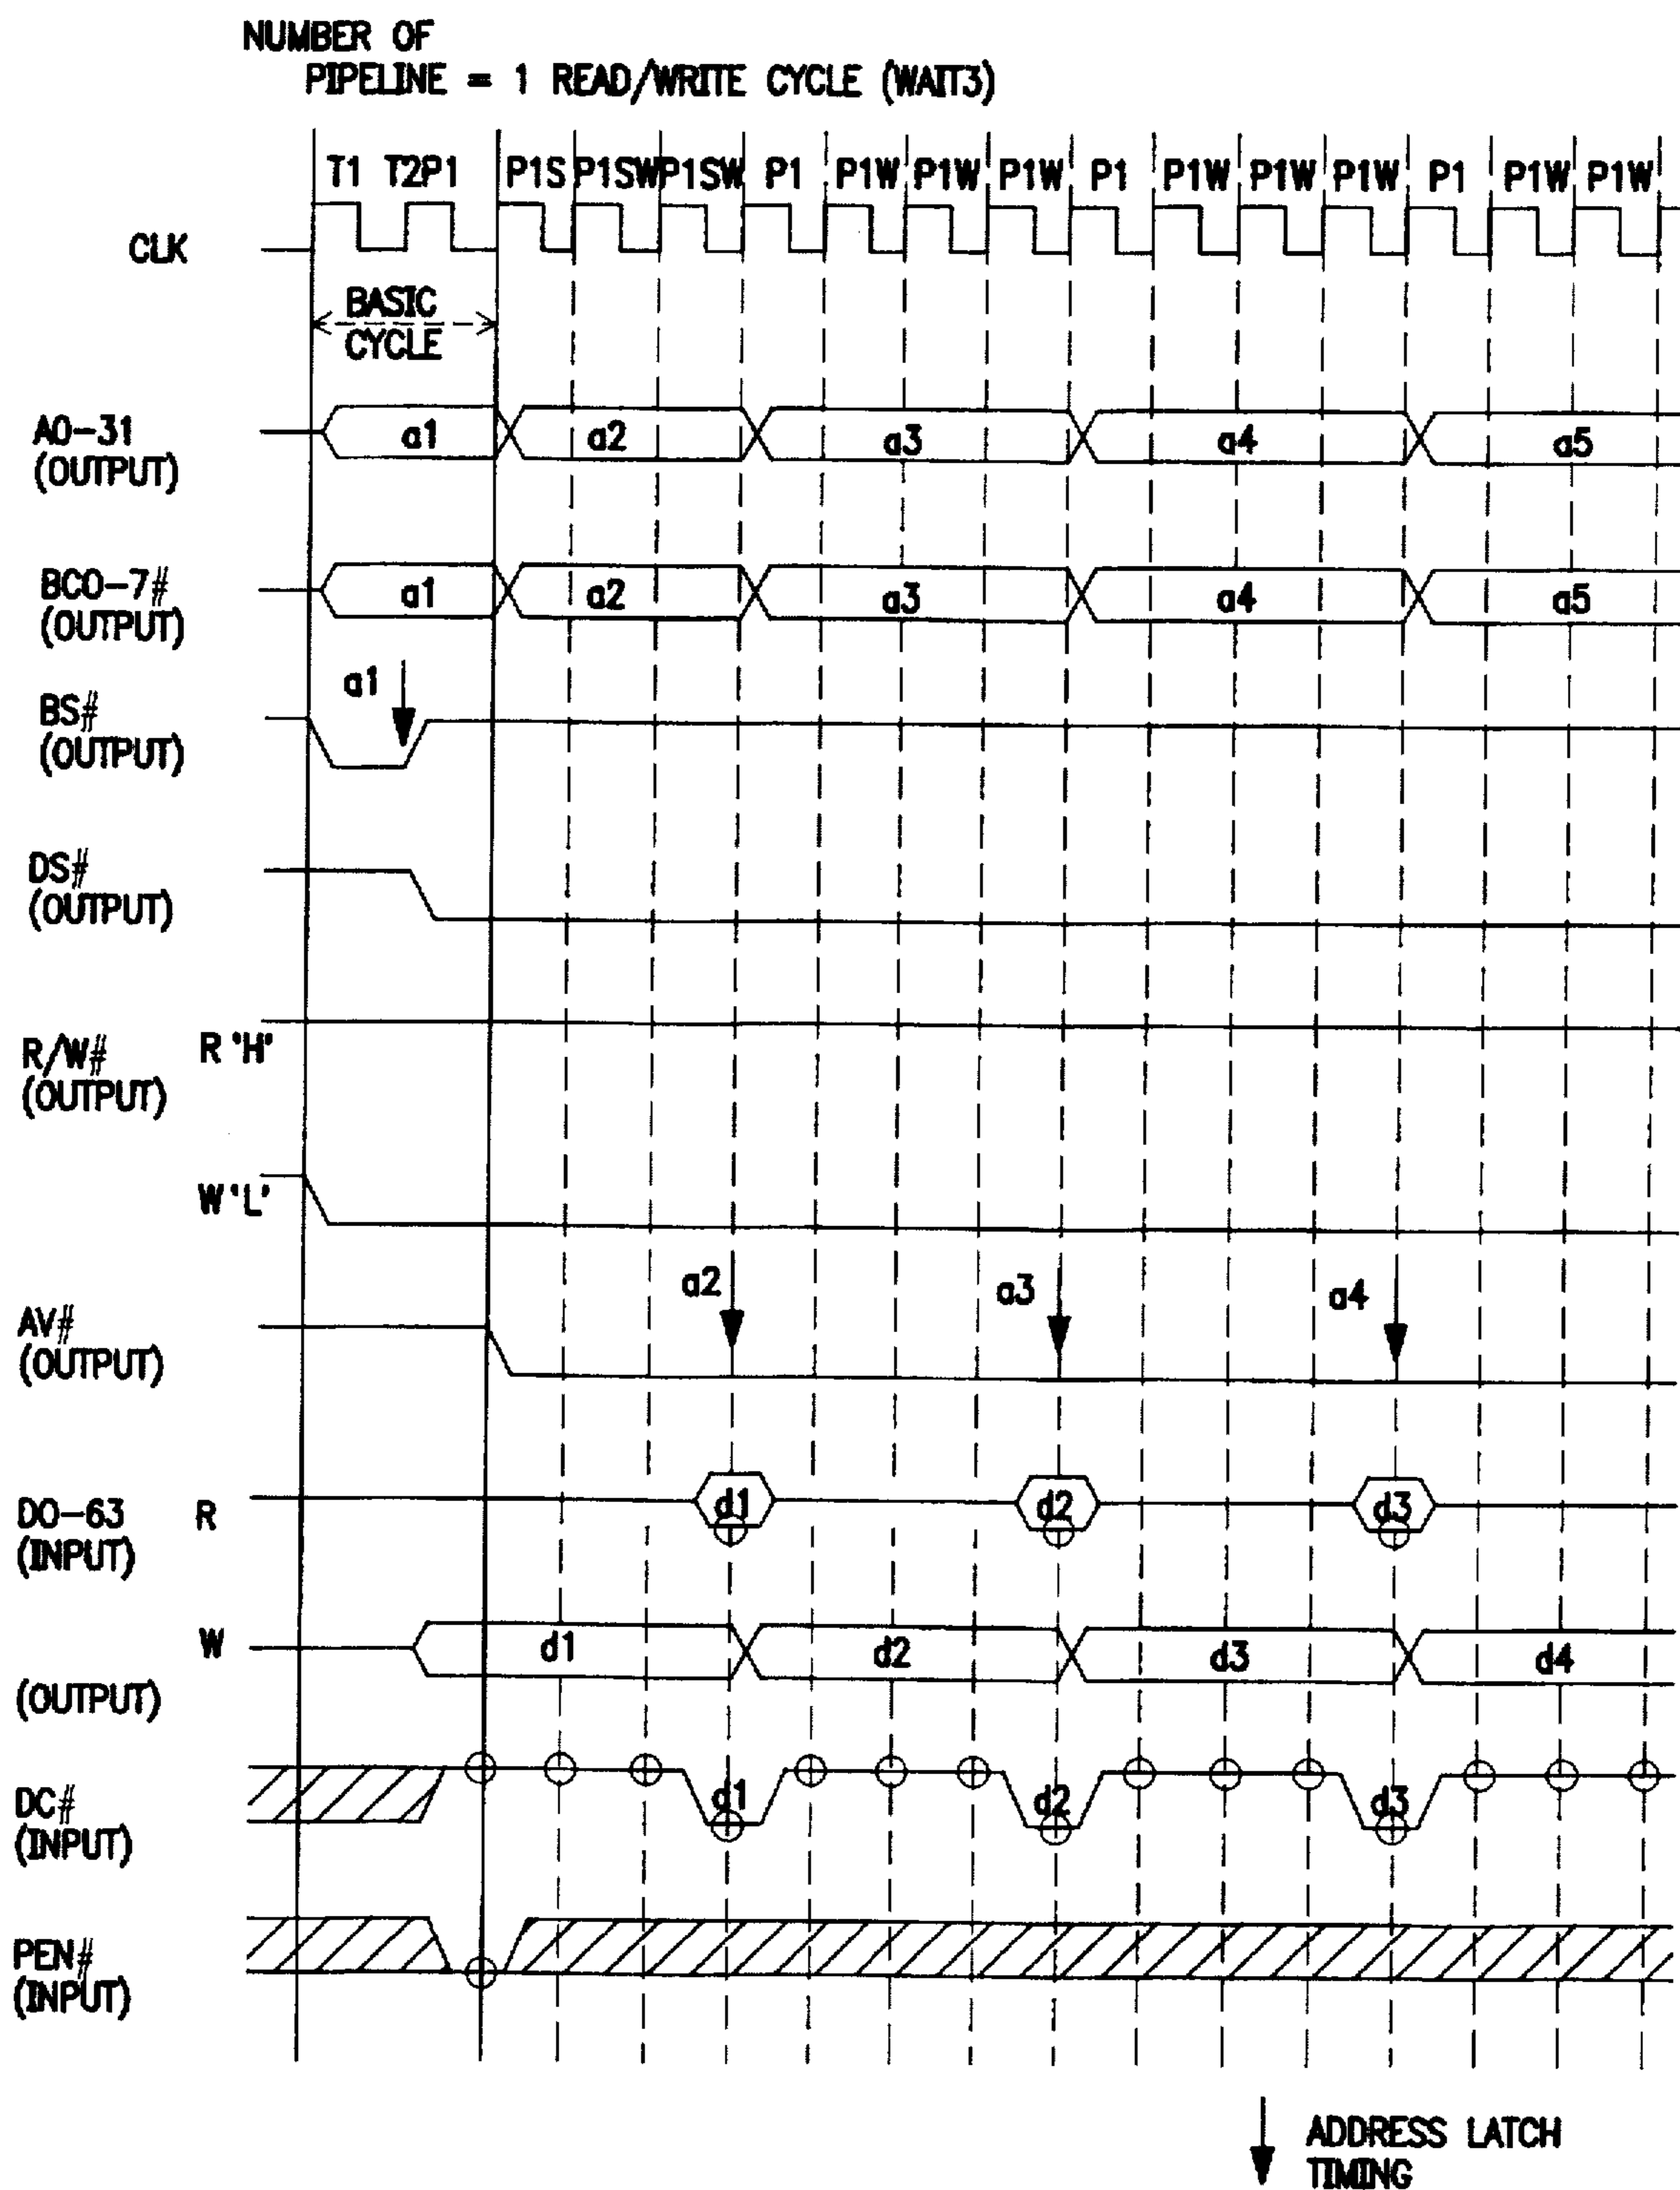 NUMBER OF
PIPELINE = 1 READ/WRITE CYCLE (WAIT3)
T1 T2P1 P1S P1SW P1SW P1 P1W P1W P1W P1 P1W P1W P1W P1 P1W P1W
CLK
BASIC
CYCLE
A0-31
(OUTPUT)
a1 a2 a3 a4 a5
BC0-7#
(OUTPUT)
a1 a2 a3 a4 a5
a1
BS#
(OUTPUT)
DS#
(OUTPUT)
R/W#
(OUTPUT)
R 'H'
W 'L'
a2 a3 a4
AV#
(OUTPUT)
D0-63 R
(INPUT)
d1 d2 d3
W d1 d2 d3 d4
(OUTPUT)
DC#
(INPUT)
d1 d2 d3
PEN#
(INPUT)
ADDRESS LATCH
TIMING